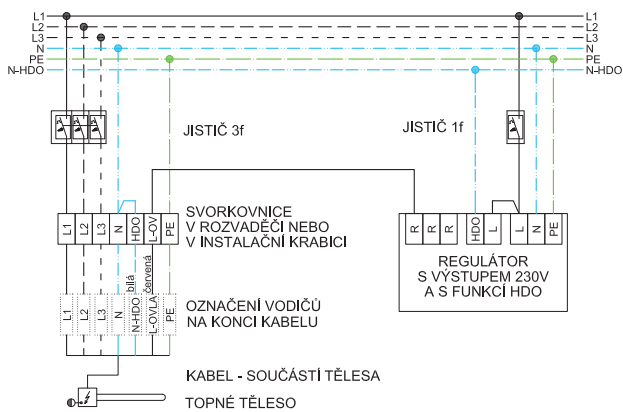 L1 L1
L2 L2
L3 L3
N N
PE PE
N-HDO N-HDO
JISTIČ 3f
JISTIČ 1f
L1 L2 L3 N HDO L-OV PE
SVORKOVNICE
V ROZVADĚČI NEBO
V INSTALAČNÍ KRABICI
R R R HDO L L N PE
REGULÁTOR
S VÝSTUPEM 230V
A S FUNKCÍ HDO
bílá
červená
L1 L2 L3 N N-HDO L-OVLA PE
OZNAČENÍ VODIČŮ
NA KONCI KABELU
KABEL - SOUČÁSTÍ TĚLESA
TOPNÉ TĚLESO